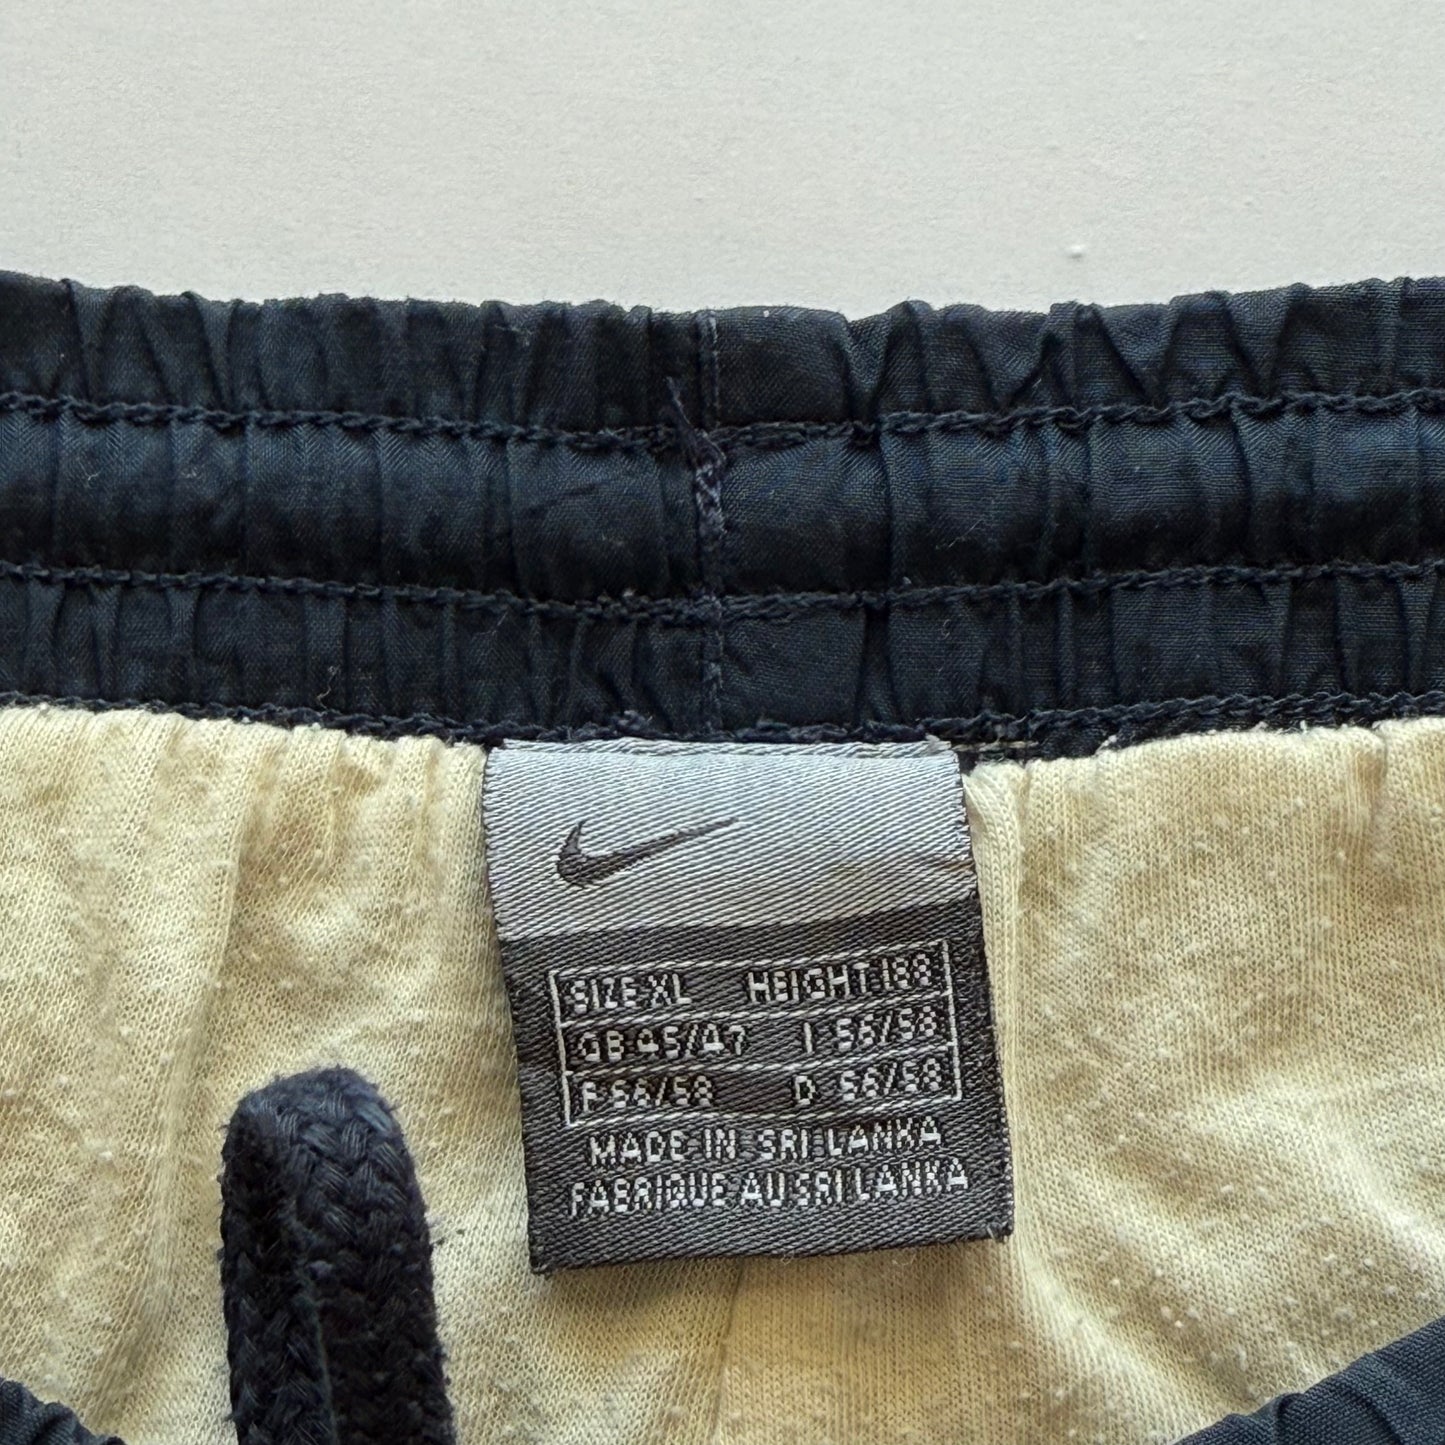 SIZE XL HEIGHT 188
GB 45/47 I 56/58
F 56/58 D 56/58
MADE IN SRI LANKA
FABRIQUE AU SRI LANKA